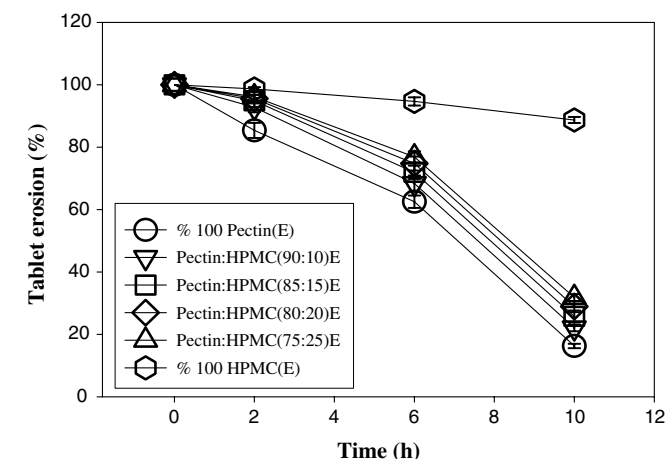 120
100
80
60
40
20
0
Tablet erosion (%)
% 100 Pectin(E)
Pectin:HPMC(90:10)E
Pectin:HPMC(85:15)E
Pectin:HPMC(80:20)E
Pectin:HPMC(75:25)E
% 100 HPMC(E)
0 2 4 6 8 10 12
Time (h)